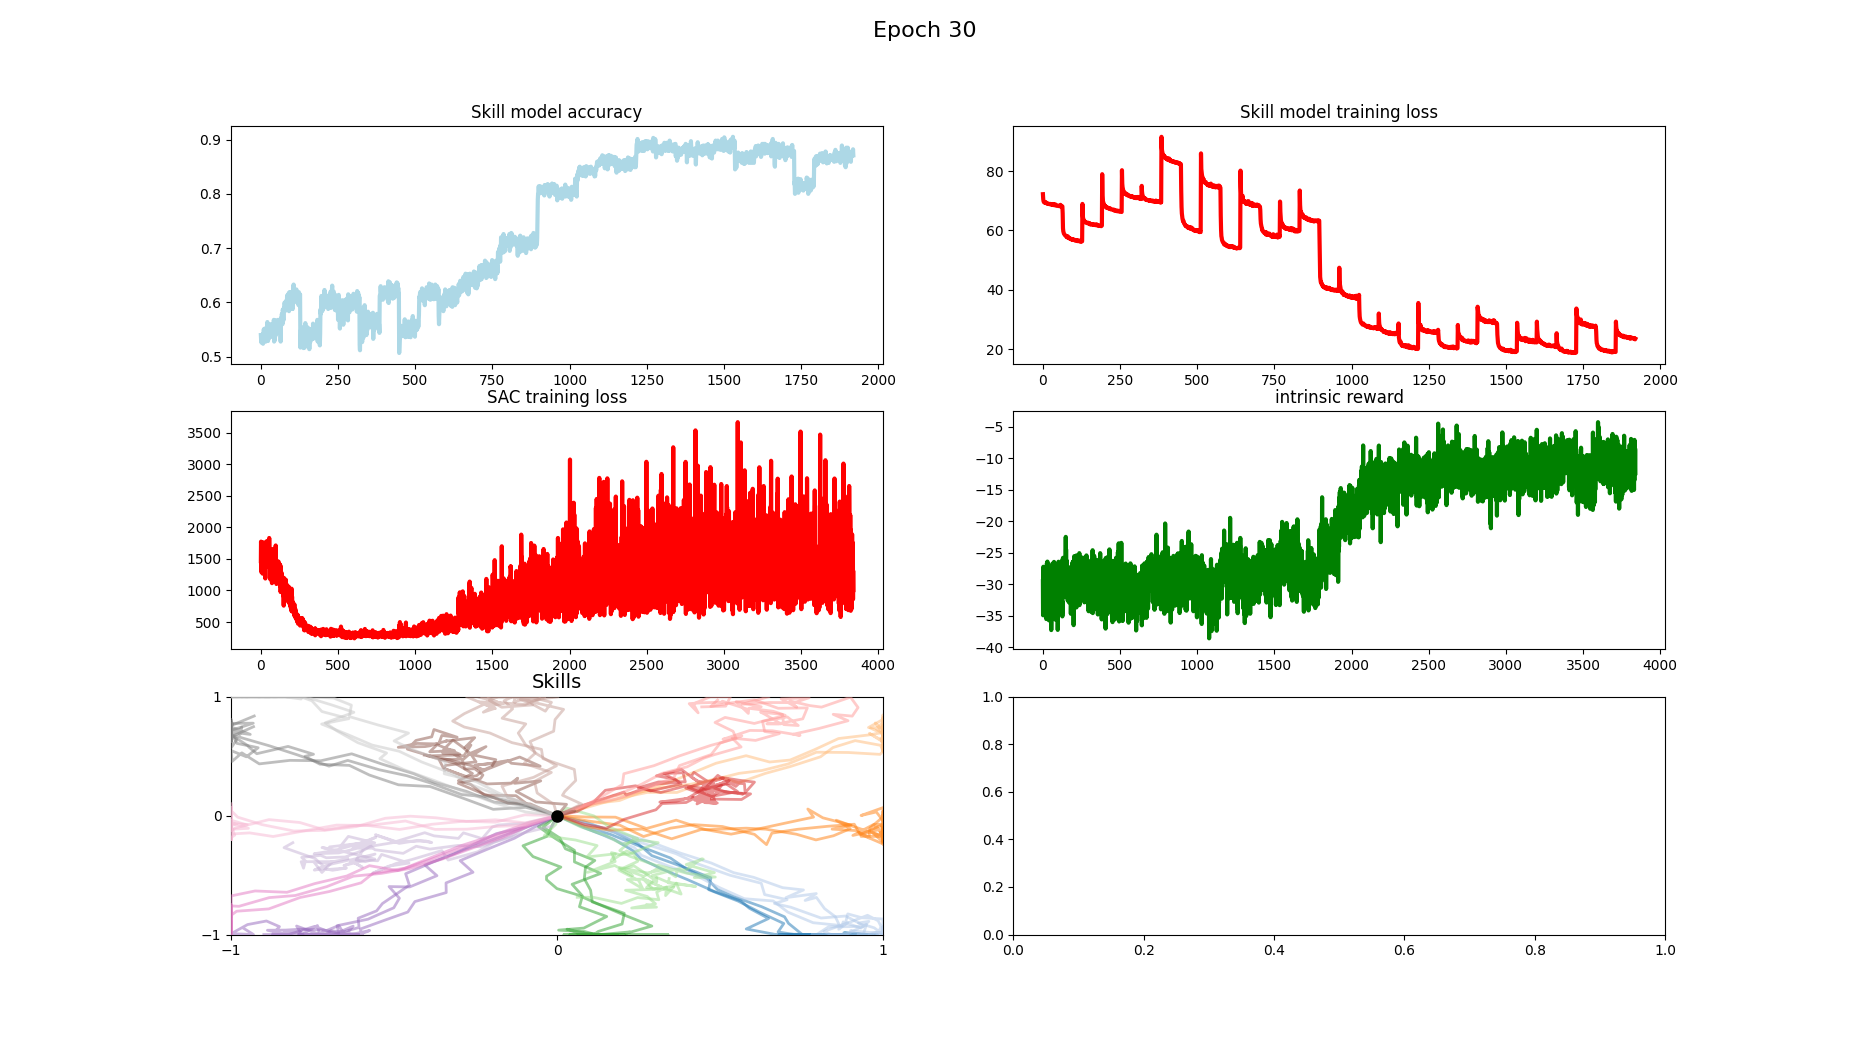 Epoch 30
Skill model accuracy
0.9
0.8
0.7
0.6
0.5
0 250 500 750 1000 1250 1500 1750 2000
Skill model training loss
80
60
40
20
0 250 500 750 1000 1250 1500 1750 2000
SAC training loss
3500
3000
2500
2000
1500
1000
500
0 500 1000 1500 2000 2500 3000 3500 4000
intrinsic reward
−5
−10
−15
−20
−25
−30
−35
−40
0 500 1000 1500 2000 2500 3000 3500 4000
Skills
1
0
−1
−1 0 1
1.0
0.8
0.6
0.4
0.2
0.0
0.0 0.2 0.4 0.6 0.8 1.0